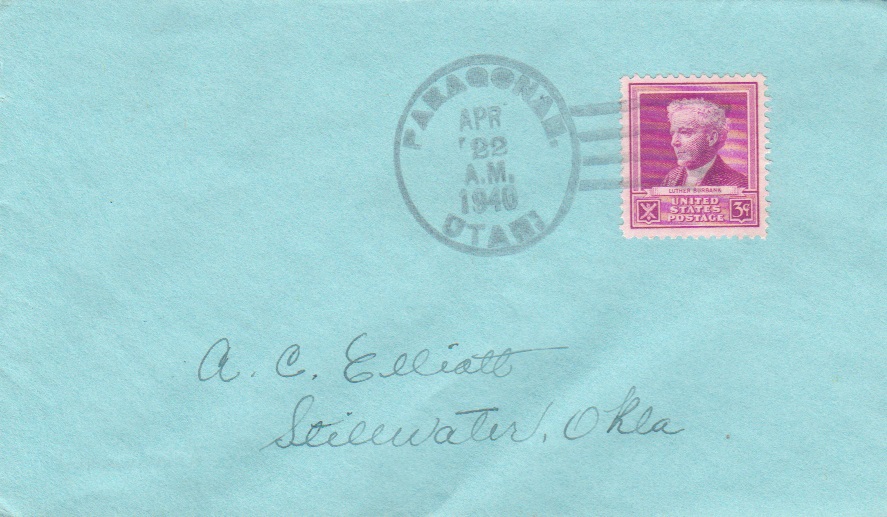 PARAGONAH,
APR
'22
A.M.
1940
UTAH
LUTHER BURBANK
UNITED
STATES
POSTAGE
3¢
A. C. Elliott
Stillwater, Okla